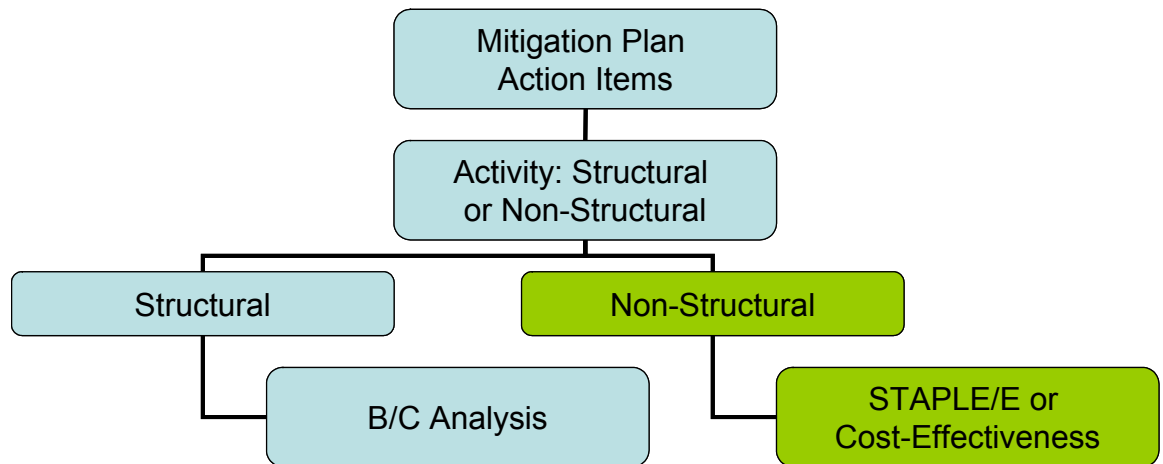 Mitigation Plan
Action Items
Activity: Structural
or Non-Structural
Structural
Non-Structural
B/C Analysis
STAPLE/E or
Cost-Effectiveness